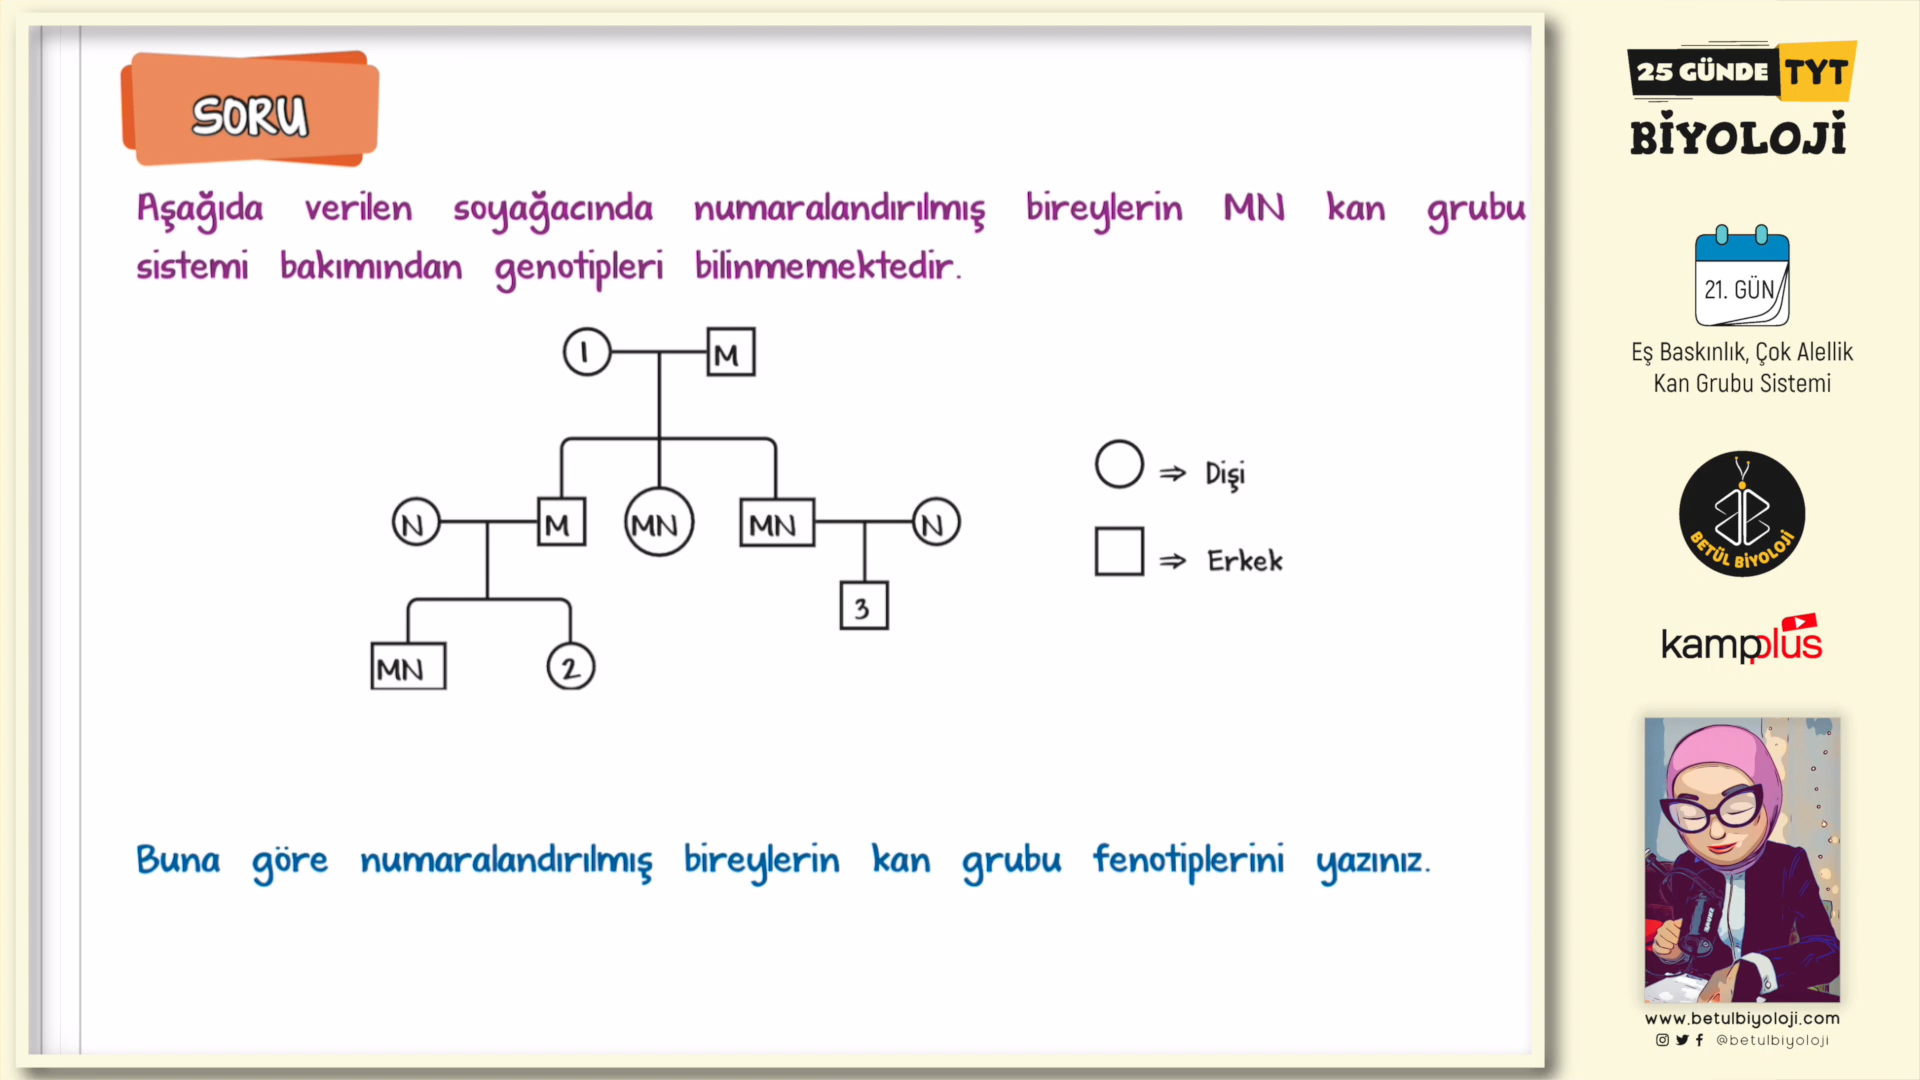 SORU
Aşağıda verilen soyağacında numaralandırılmış bireylerin MN kan grubu
sistemi bakımından genotipleri bilinmemektedir.
1 M
N M MN MN N
3
MN 2
⇒ Dişi
⇒ Erkek
Buna göre numaralandırılmış bireylerin kan grubu fenotiplerini yazınız.
25 GÜNDE TYT
BİYOLOJİ
21. GÜN
Eş Baskınlık, Çok Alellik
Kan Grubu Sistemi
BETÜL BİYOLOJİ
kampplus
www.betulbiyoloji.com
@betulbiyoloji